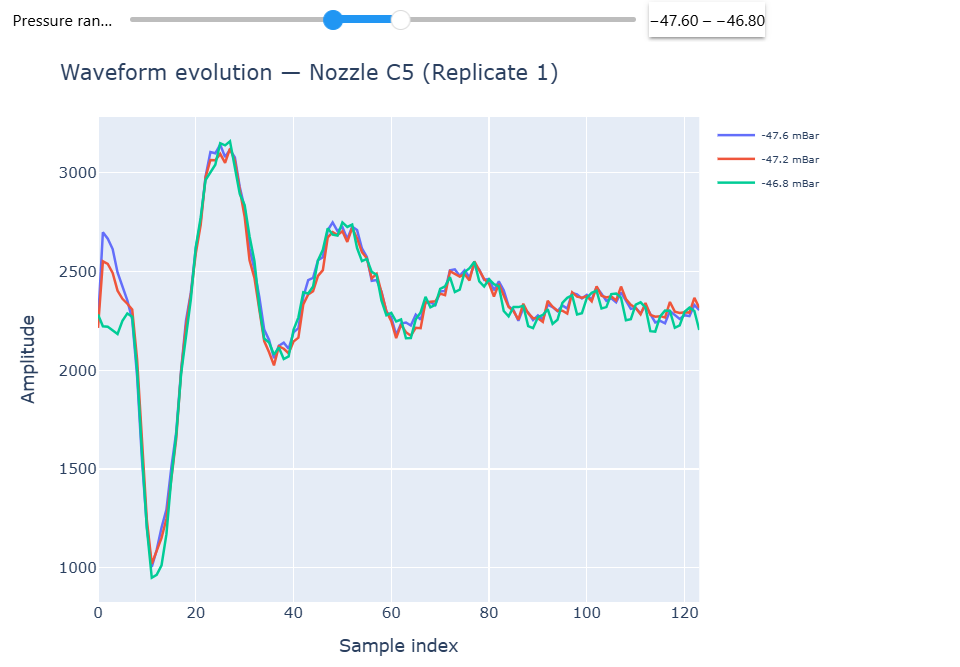 Pressure ran...
−47.60 – −46.80
Waveform evolution — Nozzle C5 (Replicate 1)
-47.6 mBar
-47.2 mBar
-46.8 mBar
Amplitude
3000
2500
2000
1500
1000
0 20 40 60 80 100 120
Sample index